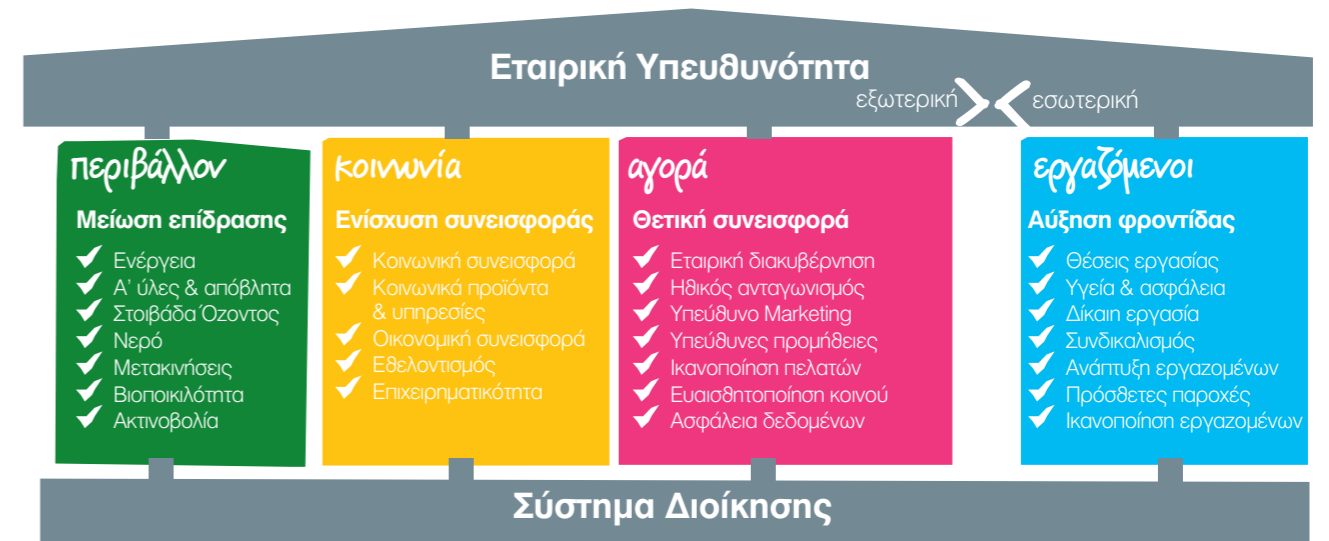 Εταιρική Υπευθυνότητα
εξωτερική
εσωτερική
περιβάλλον
Μείωση επίδρασης
Ενέργεια
Α' ύλες & απόβλητα
Στοιβάδα Όζοντος
Νερό
Μετακινήσεις
Βιοποικιλότητα
Ακτινοβολία
κοινωνία
Ενίσχυση συνεισφοράς
Κοινωνική συνεισφορά
Κοινωνικά προϊόντα
& υπηρεσίες
Οικονομική συνεισφορά
Εθελοντισμός
Επιχειρηματικότητα
αγορά
Θετική συνεισφορά
Εταιρική διακυβέρνηση
Ηθικός ανταγωνισμός
Υπεύθυνο Marketing
Υπεύθυνες προμήθειες
Ικανοποίηση πελατών
Ευαισθητοποίηση κοινού
Ασφάλεια δεδομένων
εργαζόμενοι
Αύξηση φροντίδας
Θέσεις εργασίας
Υγεία & ασφάλεια
Δίκαιη εργασία
Συνδικαλισμός
Ανάπτυξη εργαζομένων
Πρόσθετες παροχές
Ικανοποίηση εργαζομένων
Σύστημα Διοίκησης